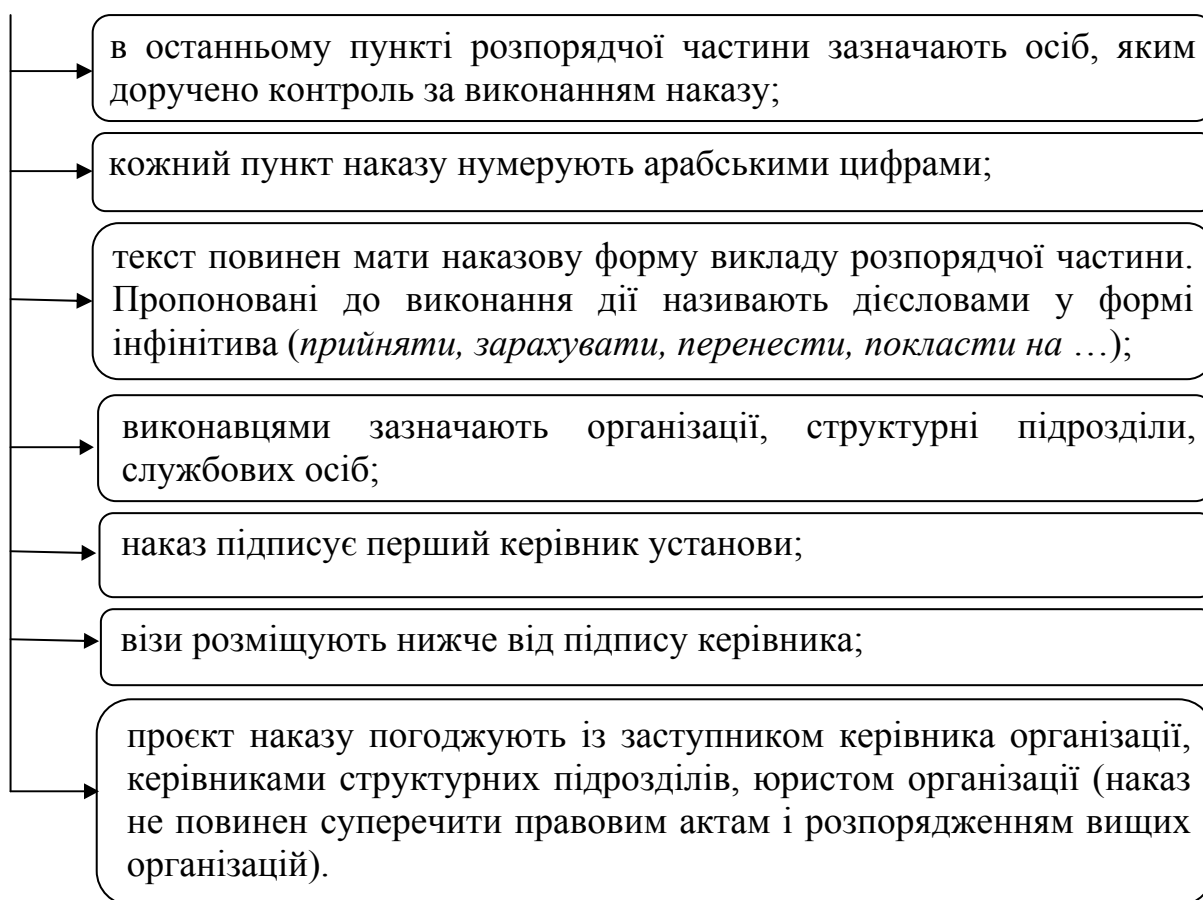 в останньому пункті розпорядчої частини зазначають осіб, яким
доручено контроль за виконанням наказу;
кожний пункт наказу нумерують арабськими цифрами;
текст повинен мати наказову форму викладу розпорядчої частини.
Пропоновані до виконання дії називають дієсловами у формі
інфінітива (прийняти, зарахувати, перенести, покласти на …);
виконавцями зазначають організації, структурні підрозділи,
службових осіб;
наказ підписує перший керівник установи;
візи розміщують нижче від підпису керівника;
проєкт наказу погоджують із заступником керівника організації,
керівниками структурних підрозділів, юристом організації (наказ
не повинен суперечити правовим актам і розпорядженням вищих
організацій).